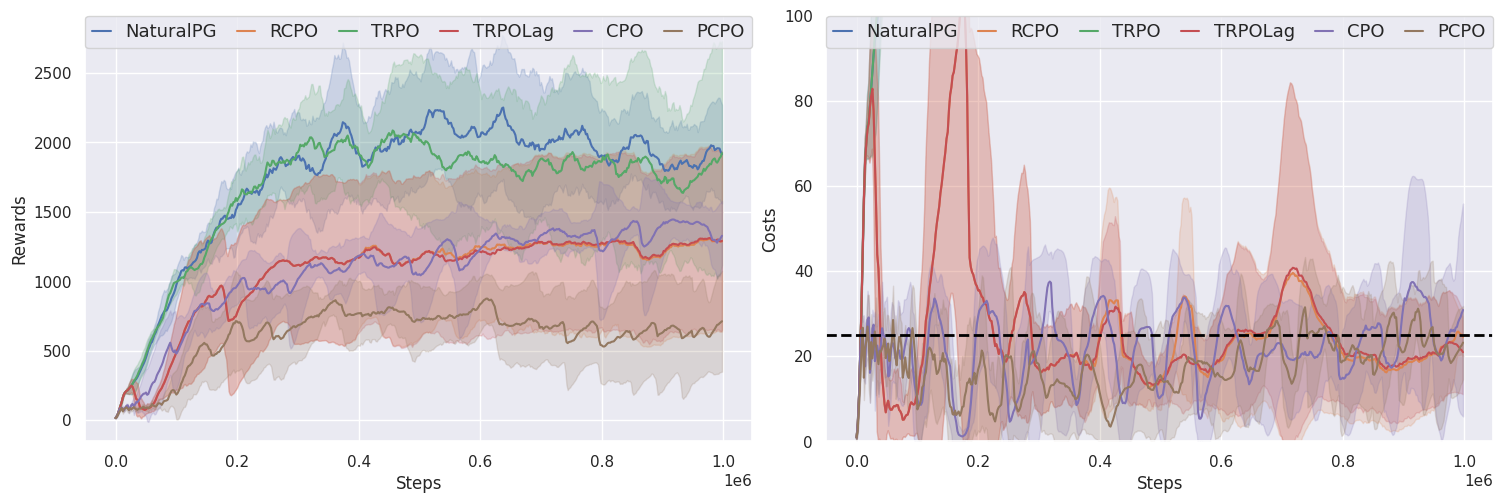 NaturalPG RCPO TRPO TRPOLag CPO PCPO
2500
2000
1500
1000
500
0
Rewards
0.0 0.2 0.4 0.6 0.8 1.0
1e6
Steps
NaturalPG RCPO TRPO TRPOLag CPO PCPO
100
80
60
40
20
0
Costs
0.0 0.2 0.4 0.6 0.8 1.0
1e6
Steps